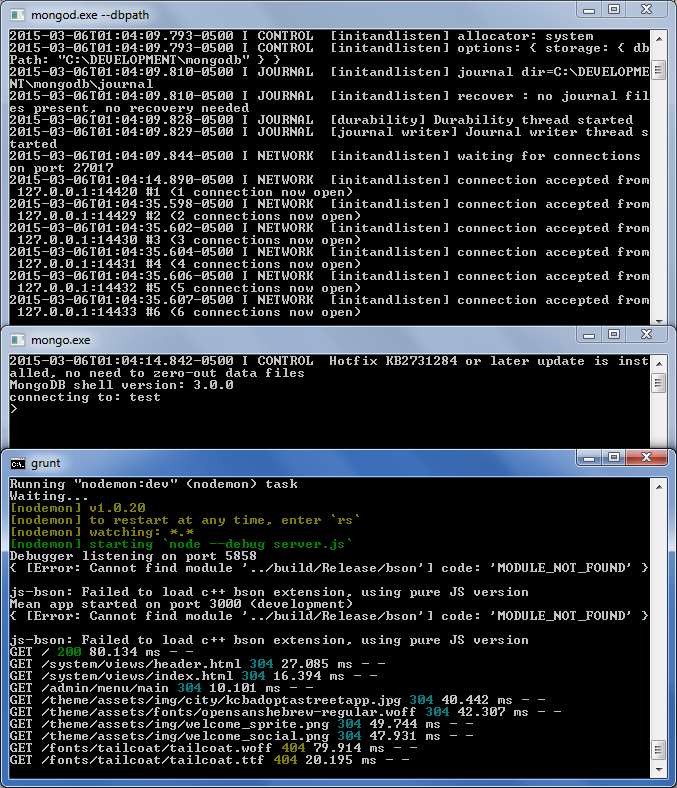 mongod.exe --dbpath
2015-03-06T01:04:09.793-0500 I CONTROL  [initandlisten] allocator: system
2015-03-06T01:04:09.793-0500 I CONTROL  [initandlisten] options: { storage: { db
Path: "C:\DEVELOPMENT\mongodb" } }
2015-03-06T01:04:09.810-0500 I JOURNAL  [initandlisten] journal dir=C:\DEVELOPME
NT\mongodb\journal
2015-03-06T01:04:09.810-0500 I JOURNAL  [initandlisten] recover : no journal fil
es present, no recovery needed
2015-03-06T01:04:09.828-0500 I JOURNAL  [durability] Durability thread started
2015-03-06T01:04:09.829-0500 I JOURNAL  [journal writer] Journal writer thread s
tarted
2015-03-06T01:04:09.844-0500 I NETWORK  [initandlisten] waiting for connections
on port 27017
2015-03-06T01:04:14.890-0500 I NETWORK  [initandlisten] connection accepted from
 127.0.0.1:14420 #1 (1 connection now open)
2015-03-06T01:04:35.598-0500 I NETWORK  [initandlisten] connection accepted from
 127.0.0.1:14429 #2 (2 connections now open)
2015-03-06T01:04:35.602-0500 I NETWORK  [initandlisten] connection accepted from
 127.0.0.1:14430 #3 (3 connections now open)
2015-03-06T01:04:35.604-0500 I NETWORK  [initandlisten] connection accepted from
 127.0.0.1:14431 #4 (4 connections now open)
2015-03-06T01:04:35.606-0500 I NETWORK  [initandlisten] connection accepted from
 127.0.0.1:14432 #5 (5 connections now open)
2015-03-06T01:04:35.607-0500 I NETWORK  [initandlisten] connection accepted from
 127.0.0.1:14433 #6 (6 connections now open)
mongo.exe
2015-03-06T01:04:14.842-0500 I CONTROL  Hotfix KB2731284 or later update is inst
alled, no need to zero-out data files
MongoDB shell version: 3.0.0
connecting to: test
>
grunt
Running "nodemon:dev" (nodemon) task
Waiting...
[nodemon] v1.0.20
[nodemon] to restart at any time, enter `rs`
[nodemon] watching: *.*
[nodemon] starting `node --debug server.js`
Debugger listening on port 5858
{ [Error: Cannot find module '../build/Release/bson'] code: 'MODULE_NOT_FOUND' }
js-bson: Failed to load c++ bson extension, using pure JS version
Mean app started on port 3000 (development)
{ [Error: Cannot find module '../build/Release/bson'] code: 'MODULE_NOT_FOUND' }
js-bson: Failed to load c++ bson extension, using pure JS version
GET / 200 80.134 ms - -
GET /system/views/header.html 304 27.085 ms - -
GET /system/views/index.html 304 16.394 ms - -
GET /admin/menu/main 304 10.101 ms - -
GET /theme/assets/img/city/kcbadoptastreetapp.jpg 304 40.442 ms - -
GET /theme/assets/fonts/opensanshebrew-regular.woff 304 42.307 ms - -
GET /theme/assets/img/welcome_sprite.png 304 49.744 ms - -
GET /theme/assets/img/welcome_social.png 304 47.931 ms - -
GET /fonts/tailcoat/tailcoat.woff 404 79.914 ms - -
GET /fonts/tailcoat/tailcoat.ttf 404 20.195 ms - -